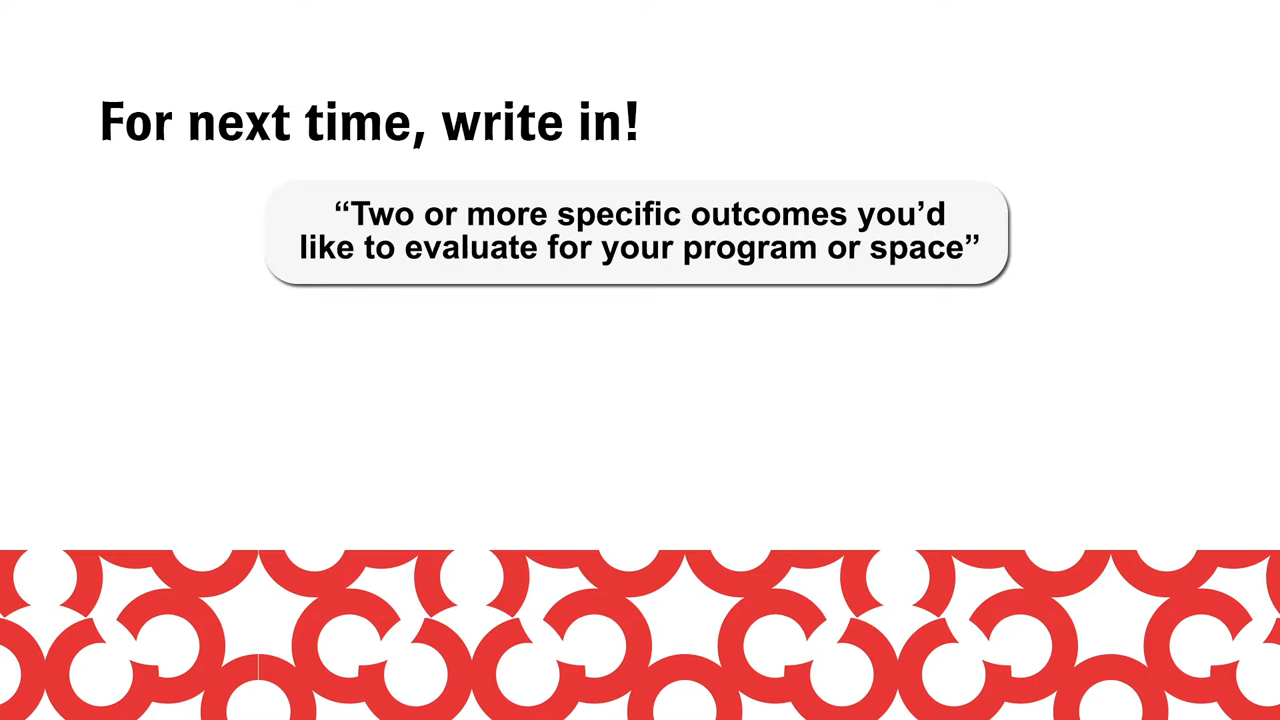 For next time, write in!
“Two or more specific outcomes you’d
like to evaluate for your program or space”